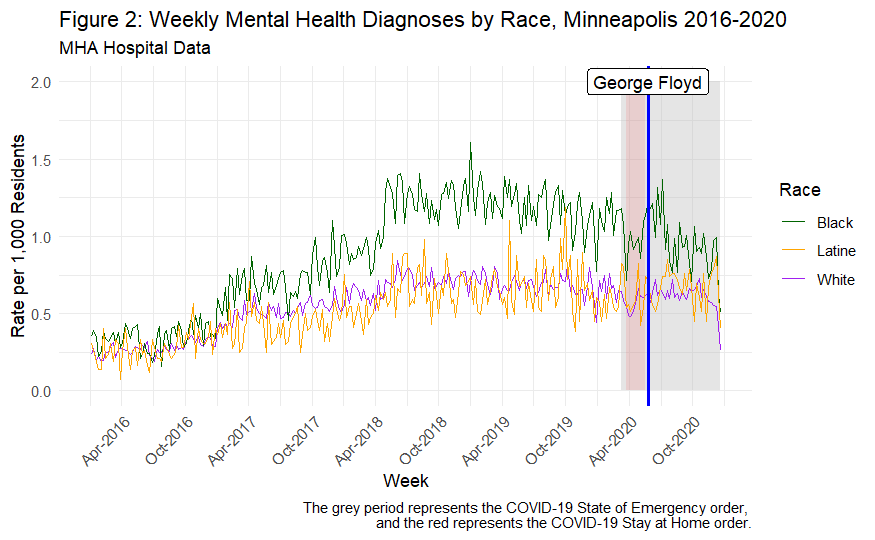 Figure 2: Weekly Mental Health Diagnoses by Race, Minneapolis 2016-2020
MHA Hospital Data
George Floyd
2.0
1.5
1.0
0.5
0.0
Rate per 1,000 Residents
Apr-2016
Oct-2016
Apr-2017
Oct-2017
Apr-2018
Oct-2018
Apr-2019
Oct-2019
Apr-2020
Oct-2020
Week
Race
Black
Latine
White
The grey period represents the COVID-19 State of Emergency order,
and the red represents the COVID-19 Stay at Home order.